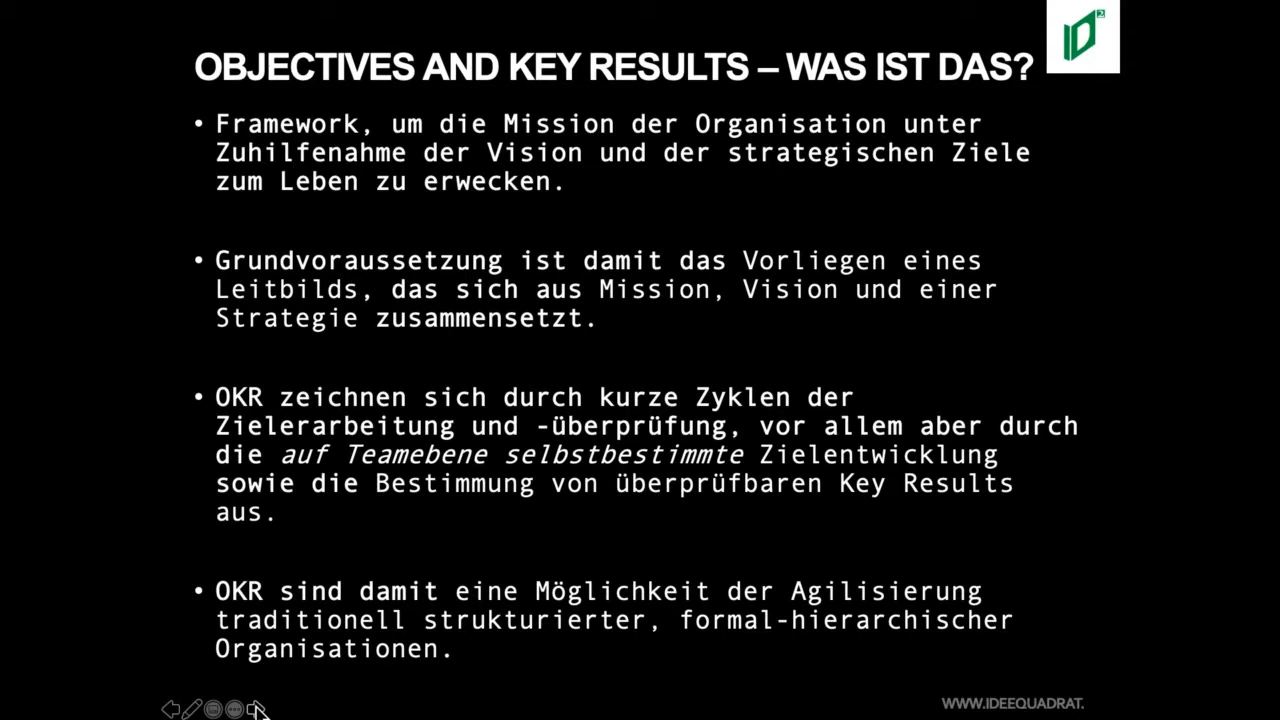 OBJECTIVES AND KEY RESULTS – WAS IST DAS?
ID2
• Framework, um die Mission der Organisation unter
Zuhilfenahme der Vision und der strategischen Ziele
zum Leben zu erwecken.
• Grundvoraussetzung ist damit das Vorliegen eines
Leitbilds, das sich aus Mission, Vision und einer
Strategie zusammensetzt.
• OKR zeichnen sich durch kurze Zyklen der
Zielerarbeitung und -überprüfung, vor allem aber durch
die auf Teamebene selbstbestimmte Zielentwicklung
sowie die Bestimmung von überprüfbaren Key Results
aus.
• OKR sind damit eine Möglichkeit der Agilisierung
traditionell strukturierter, formal-hierarchischer
Organisationen.
WWW.IDEEQUADRAT.